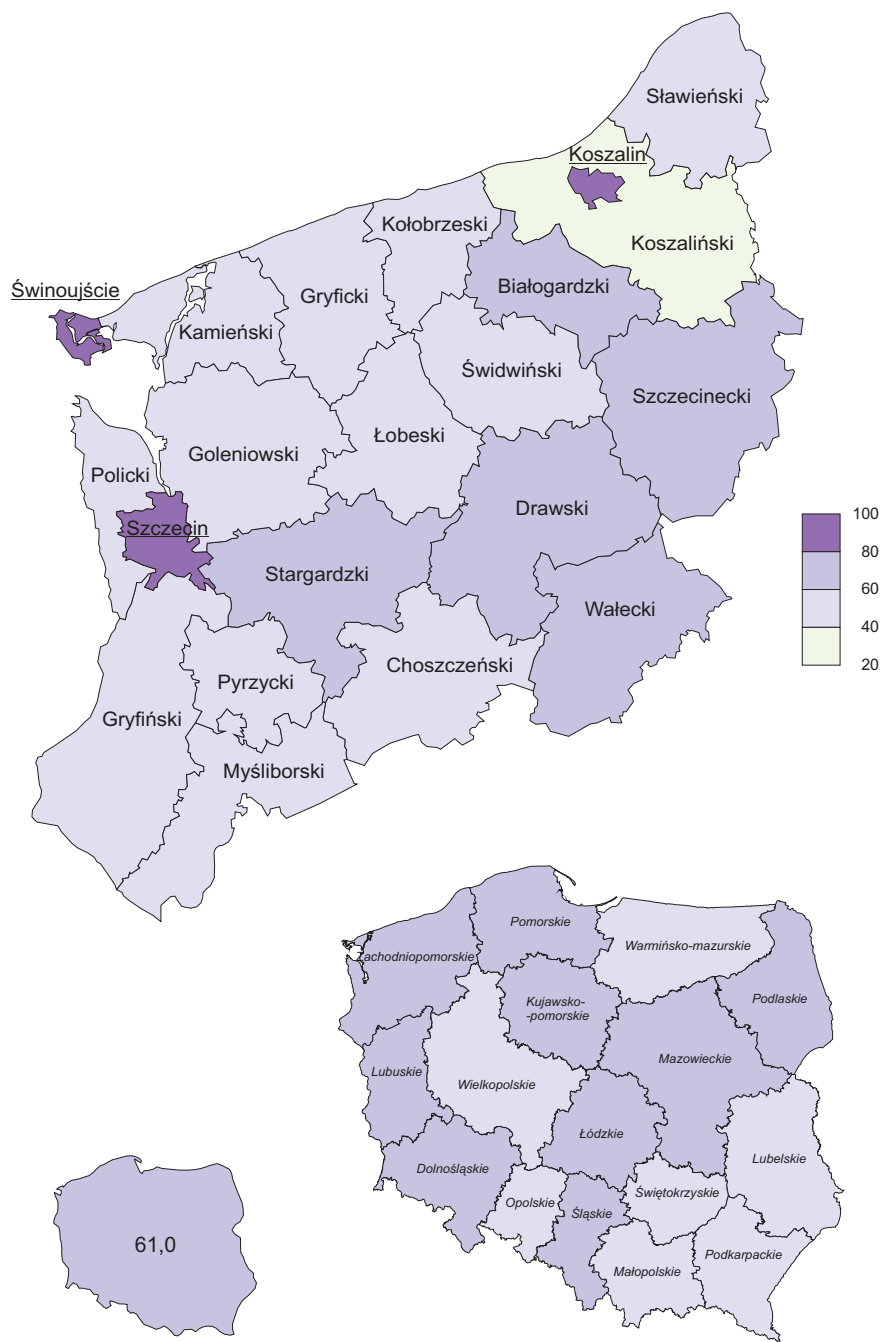 Sławieński
Koszalin
Kołobrzeski
Koszaliński
Białogardzki
Świnoujście
Gryficki
Kamieński
Świdwiński
Szczecinecki
Łobeski
Goleniowski
Policki
Drawski
Szczecin
Stargardzki
Wałecki
Choszczeński
Pyrzycki
Gryfiński
Myśliborski
100
80
60
40
20
Pomorskie
Warmińsko-mazurskie
achodniopomorskie
Kujawsko-
-pomorskie
Podlaskie
Mazowieckie
Lubuskie
Wielkopolskie
Łódzkie
Lubelskie
Dolnośląskie
Opolskie
Świętokrzyskie
Śląskie
Podkarpackie
Małopolskie
61,0